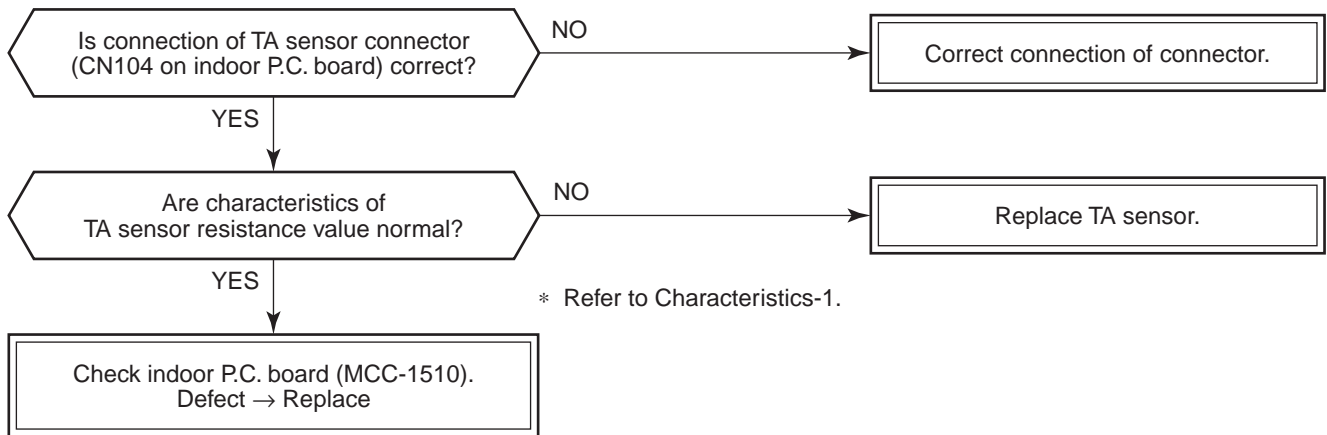 Is connection of TA sensor connector
(CN104 on indoor P.C. board) correct?
NO
Correct connection of connector.
YES
Are characteristics of
TA sensor resistance value normal?
NO
Replace TA sensor.
YES
* Refer to Characteristics-1.
Check indoor P.C. board (MCC-1510).
Defect → Replace